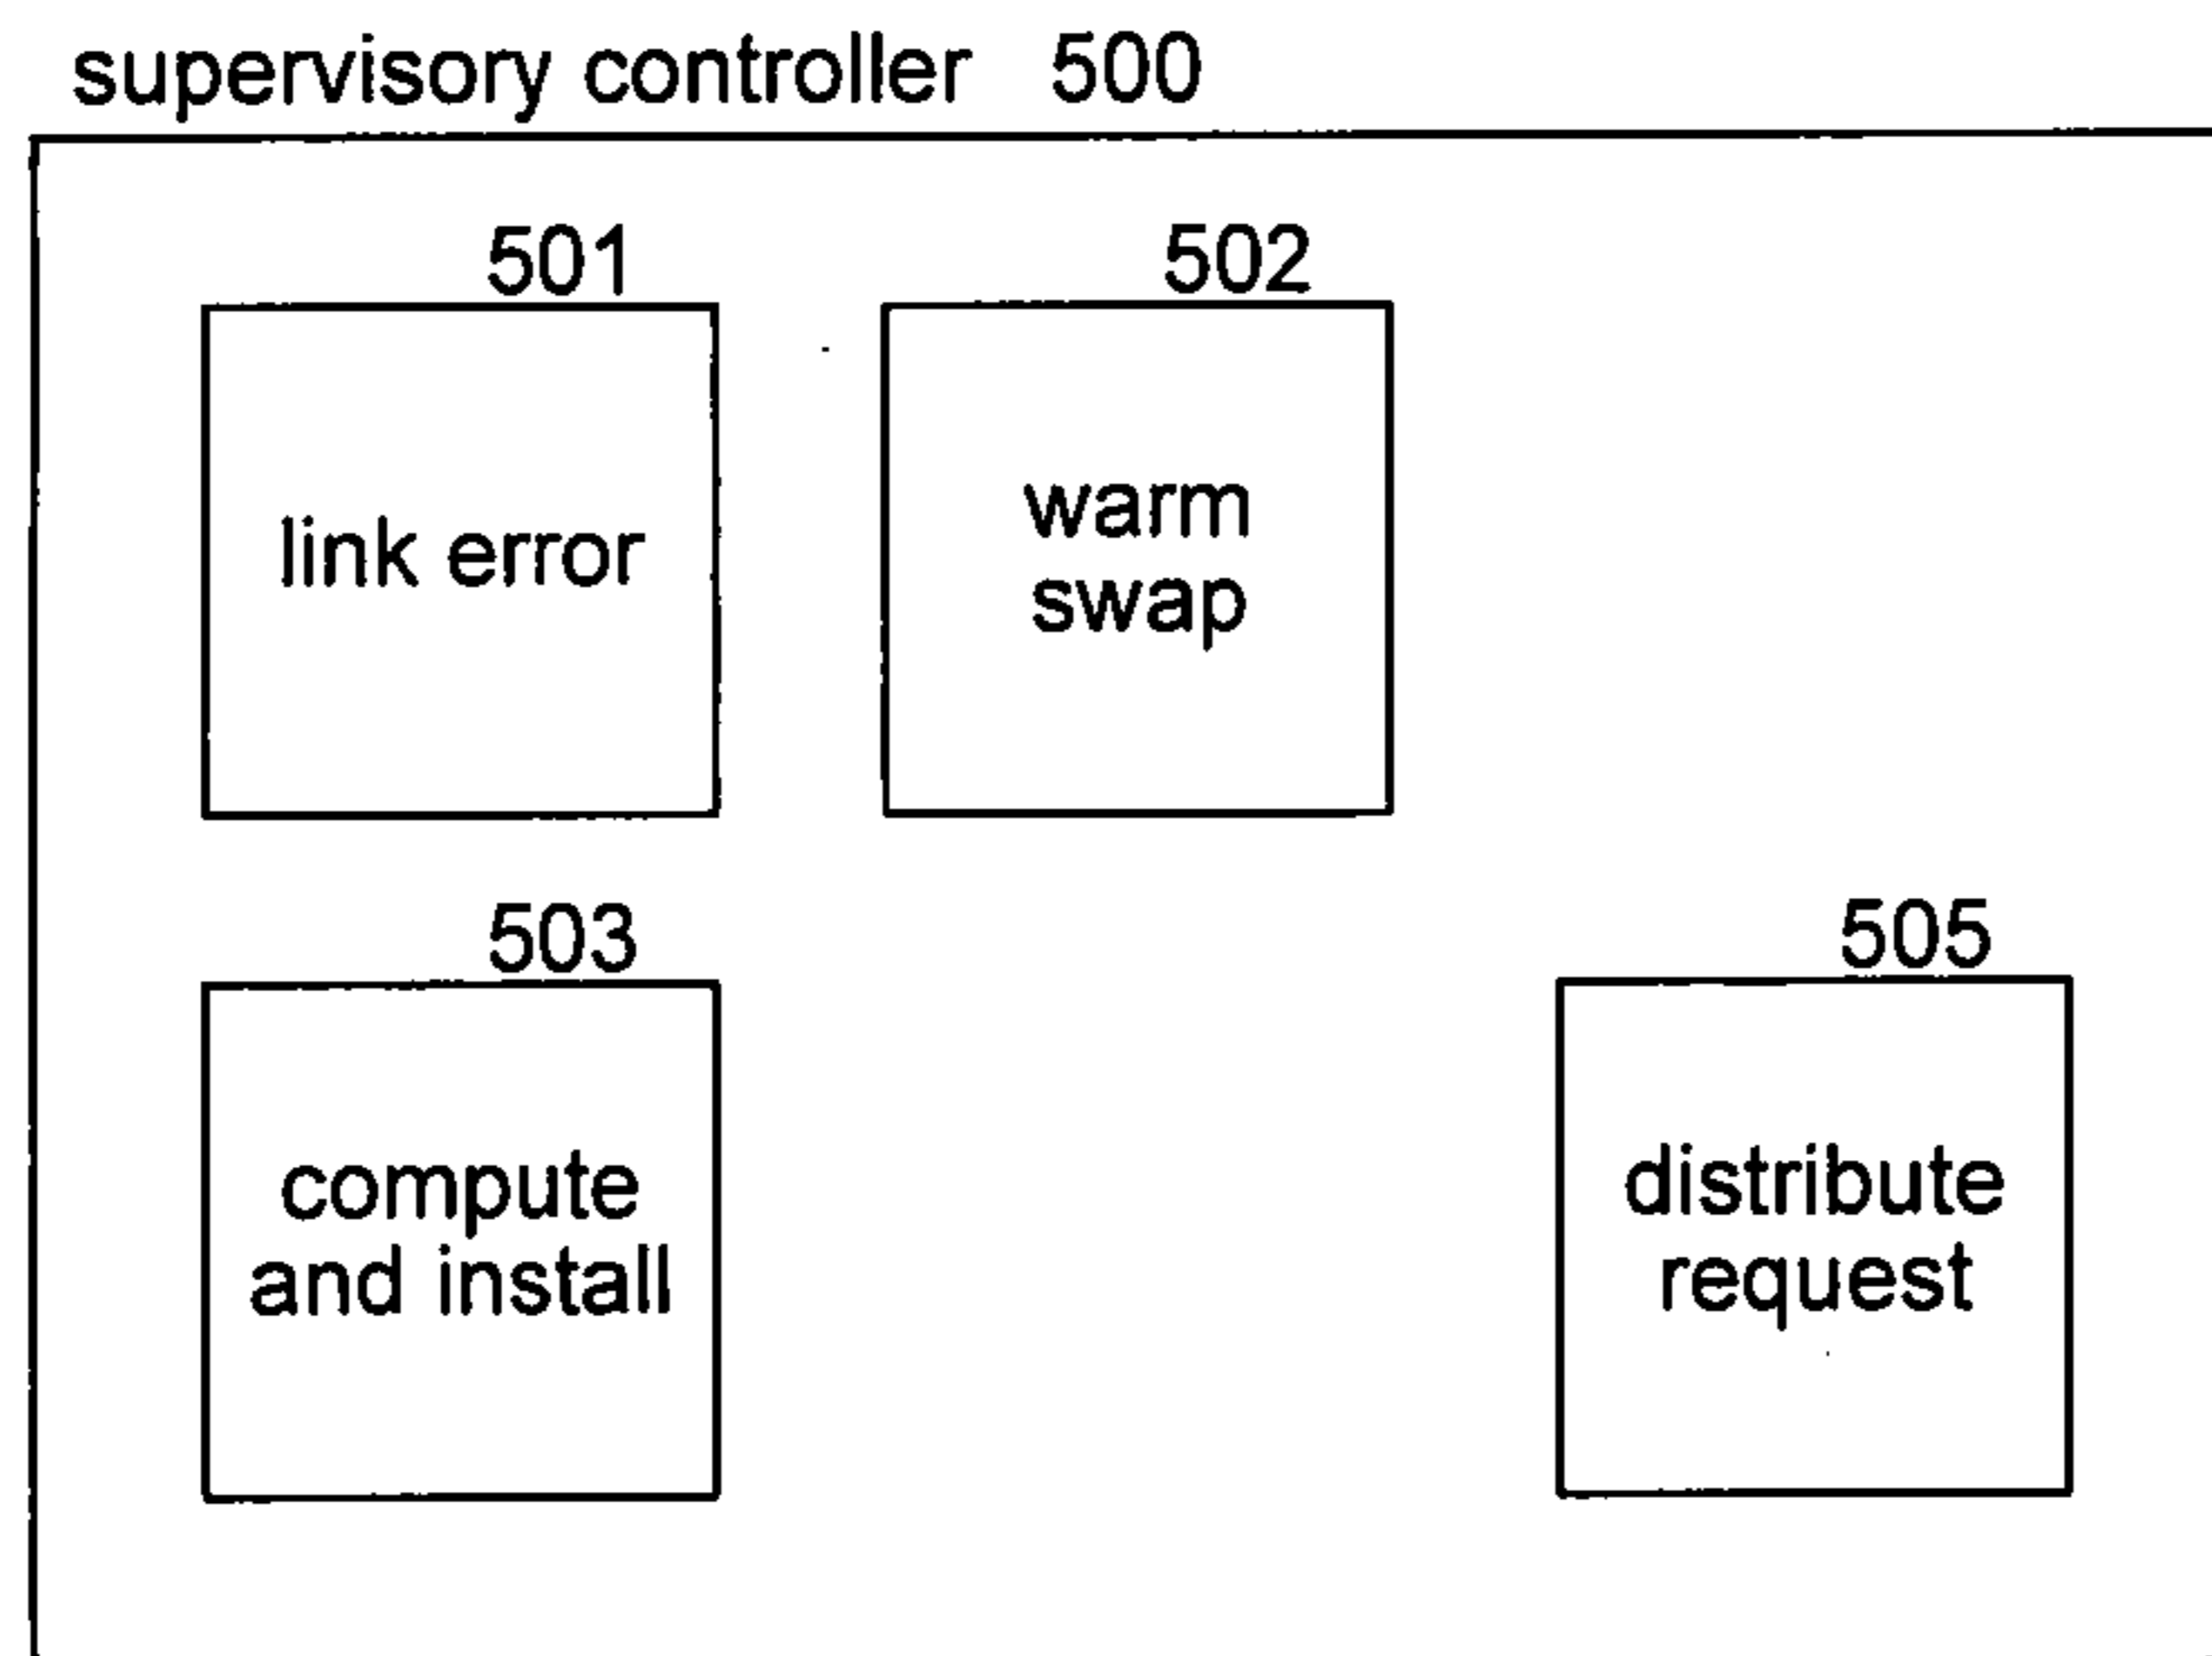 supervisory controller 500
501
link error
502
warm
swap
503
compute
and install
505
distribute
request